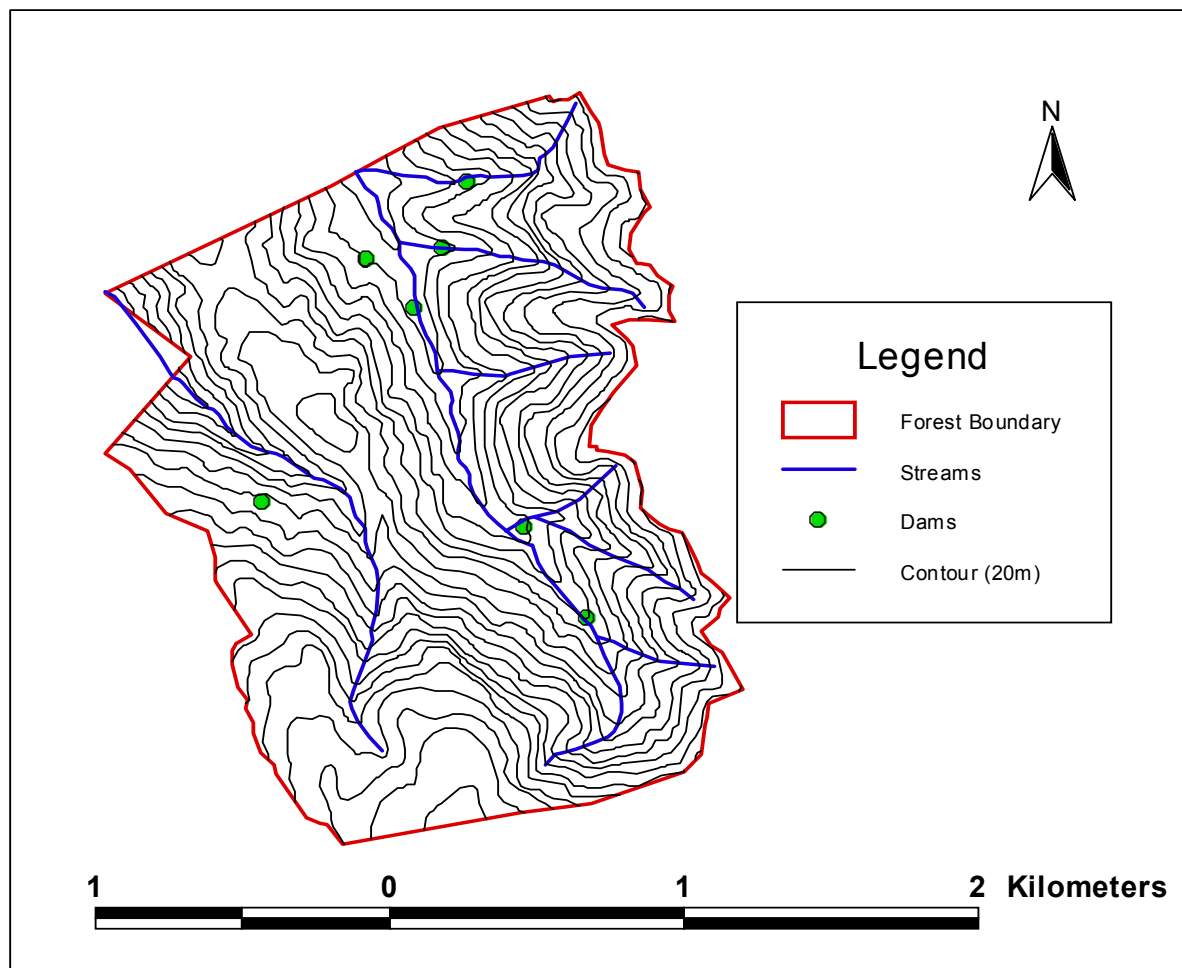 N
Legend
Forest Boundary
Streams
Dams
Contour (20m)
1 0 1 2 Kilometers